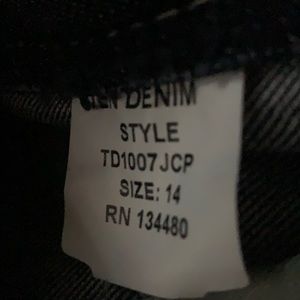 DENIM
STYLE
TD1007JCP
SIZE: 14
RN 134480